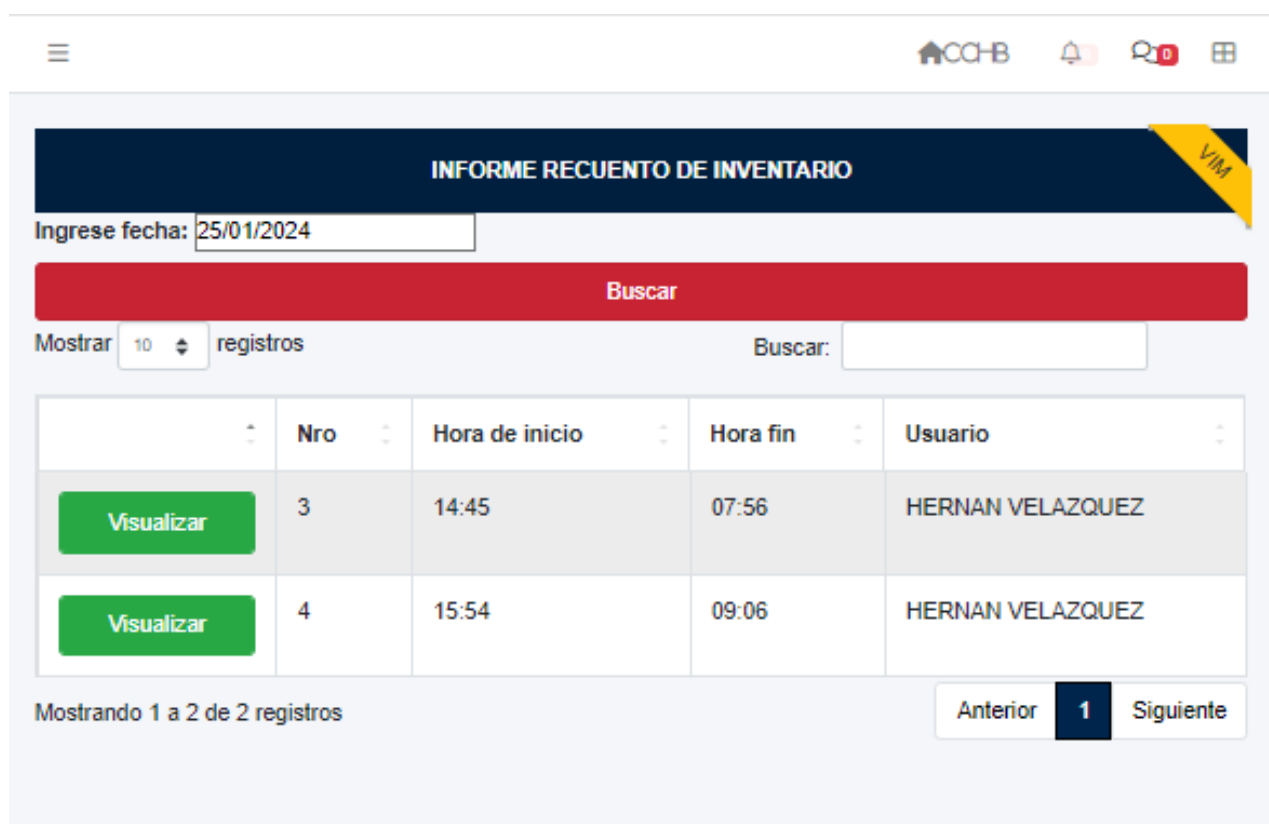 CCHB 0
INFORME RECUENTO DE INVENTARIO VIM
Ingrese fecha: 25/01/2024
Buscar
Mostrar 10 registros Buscar:
Nro Hora de inicio Hora fin Usuario
Visualizar 3 14:45 07:56 HERNAN VELAZQUEZ
Visualizar 4 15:54 09:06 HERNAN VELAZQUEZ
Mostrando 1 a 2 de 2 registros Anterior 1 Siguiente